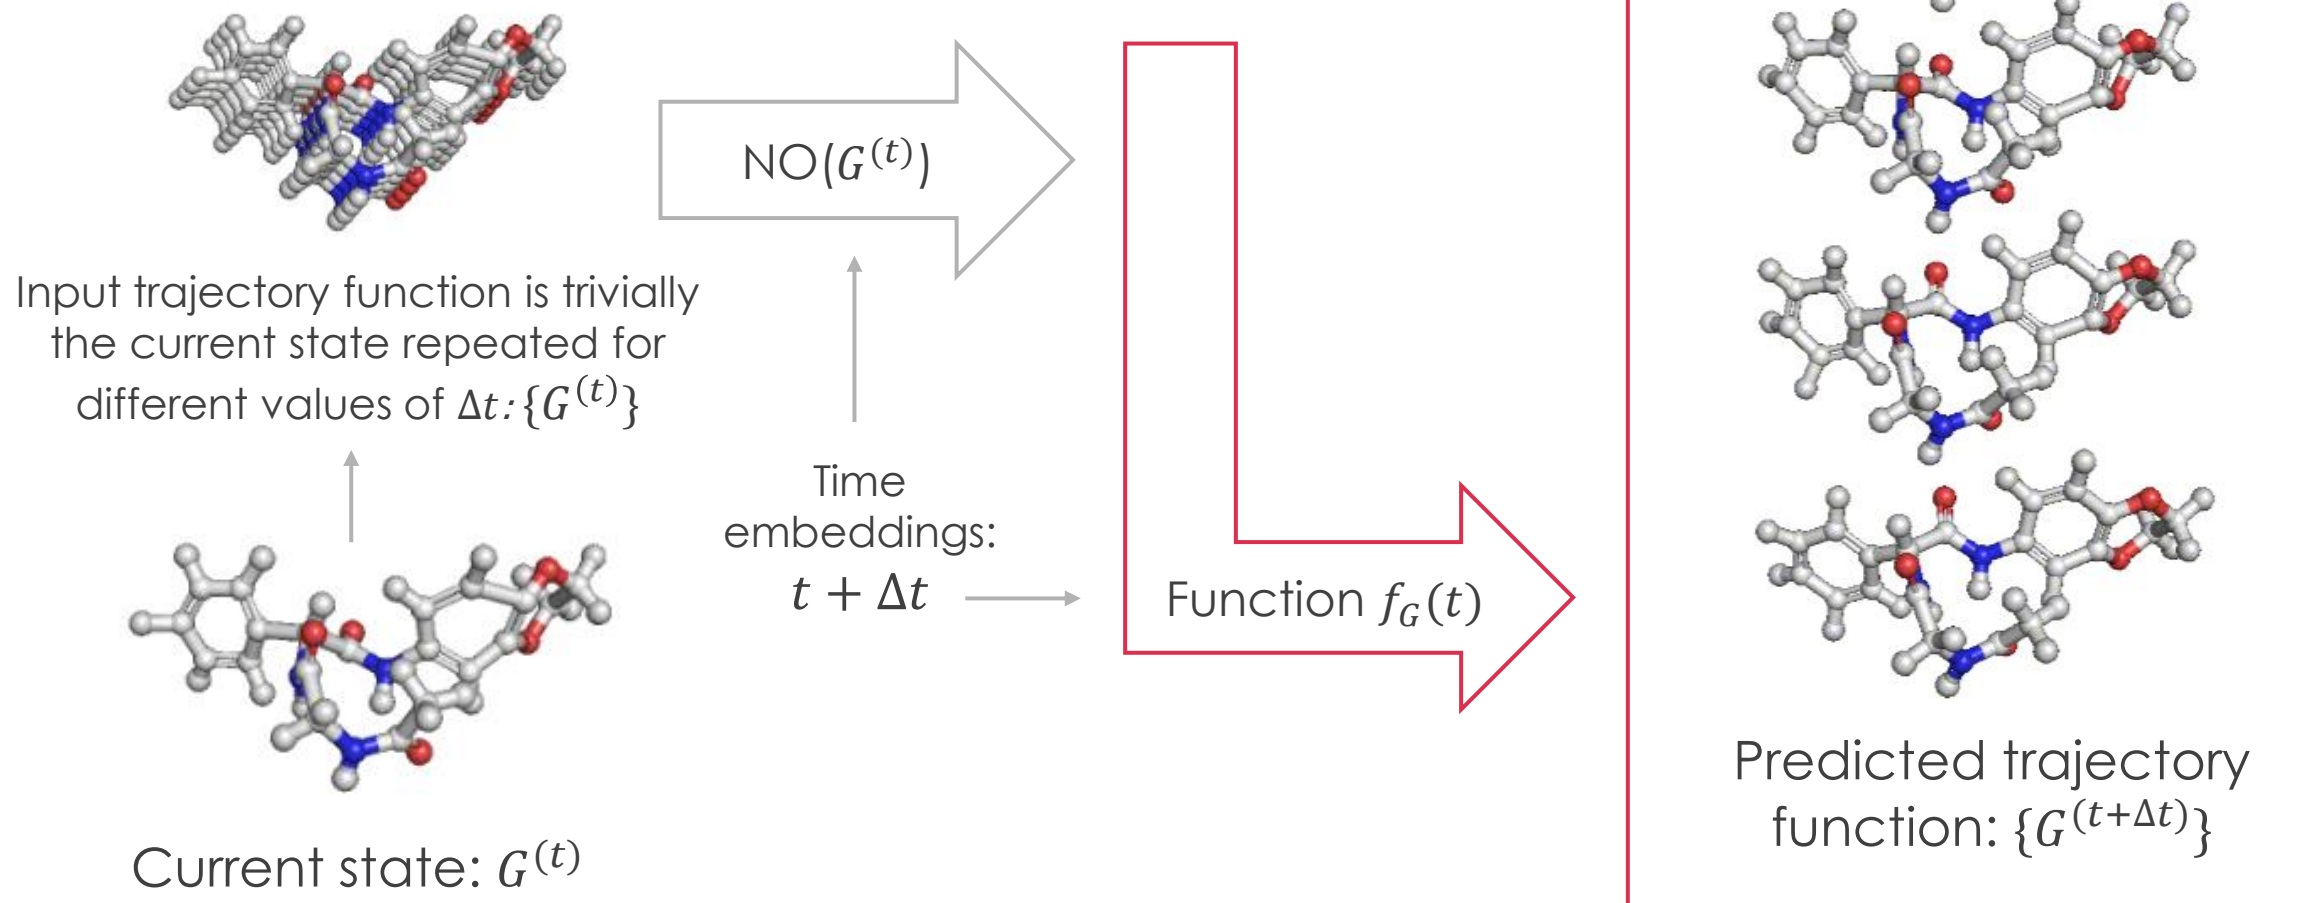 Input trajectory function is trivially
the current state repeated for
different values of Δt: {G^(t)}
Current state: G^(t)
NO(G^(t))
Time
embeddings:
t + Δt
Function f_G(t)
Predicted trajectory
function: {G^(t+Δt)}